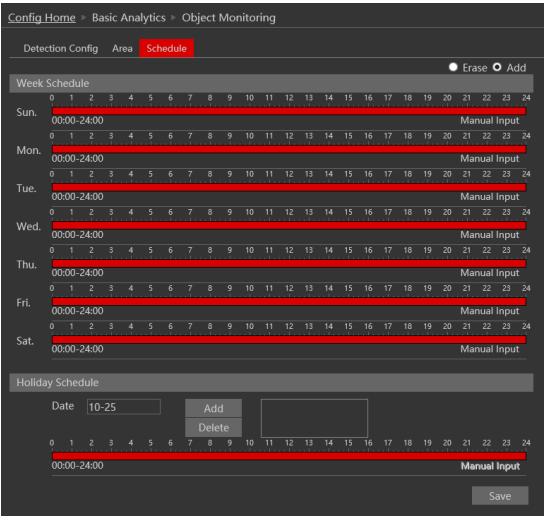 Config Home ▸ Basic Analytics ▸ Object Monitoring
Detection Config Area Schedule
Erase Add
Week Schedule
0 1 2 3 4 5 6 7 8 9 10 11 12 13 14 15 16 17 18 19 20 21 22 23 24
Sun.
00:00-24:00 Manual Input
0 1 2 3 4 5 6 7 8 9 10 11 12 13 14 15 16 17 18 19 20 21 22 23 24
Mon.
00:00-24:00 Manual Input
0 1 2 3 4 5 6 7 8 9 10 11 12 13 14 15 16 17 18 19 20 21 22 23 24
Tue.
00:00-24:00 Manual Input
0 1 2 3 4 5 6 7 8 9 10 11 12 13 14 15 16 17 18 19 20 21 22 23 24
Wed.
00:00-24:00 Manual Input
0 1 2 3 4 5 6 7 8 9 10 11 12 13 14 15 16 17 18 19 20 21 22 23 24
Thu.
00:00-24:00 Manual Input
0 1 2 3 4 5 6 7 8 9 10 11 12 13 14 15 16 17 18 19 20 21 22 23 24
Fri.
00:00-24:00 Manual Input
0 1 2 3 4 5 6 7 8 9 10 11 12 13 14 15 16 17 18 19 20 21 22 23 24
Sat.
00:00-24:00 Manual Input
Holiday Schedule
Date 10-25 Add
Delete
0 1 2 3 4 5 6 7 8 9 10 11 12 13 14 15 16 17 18 19 20 21 22 23 24
00:00-24:00 Manual Input
Save